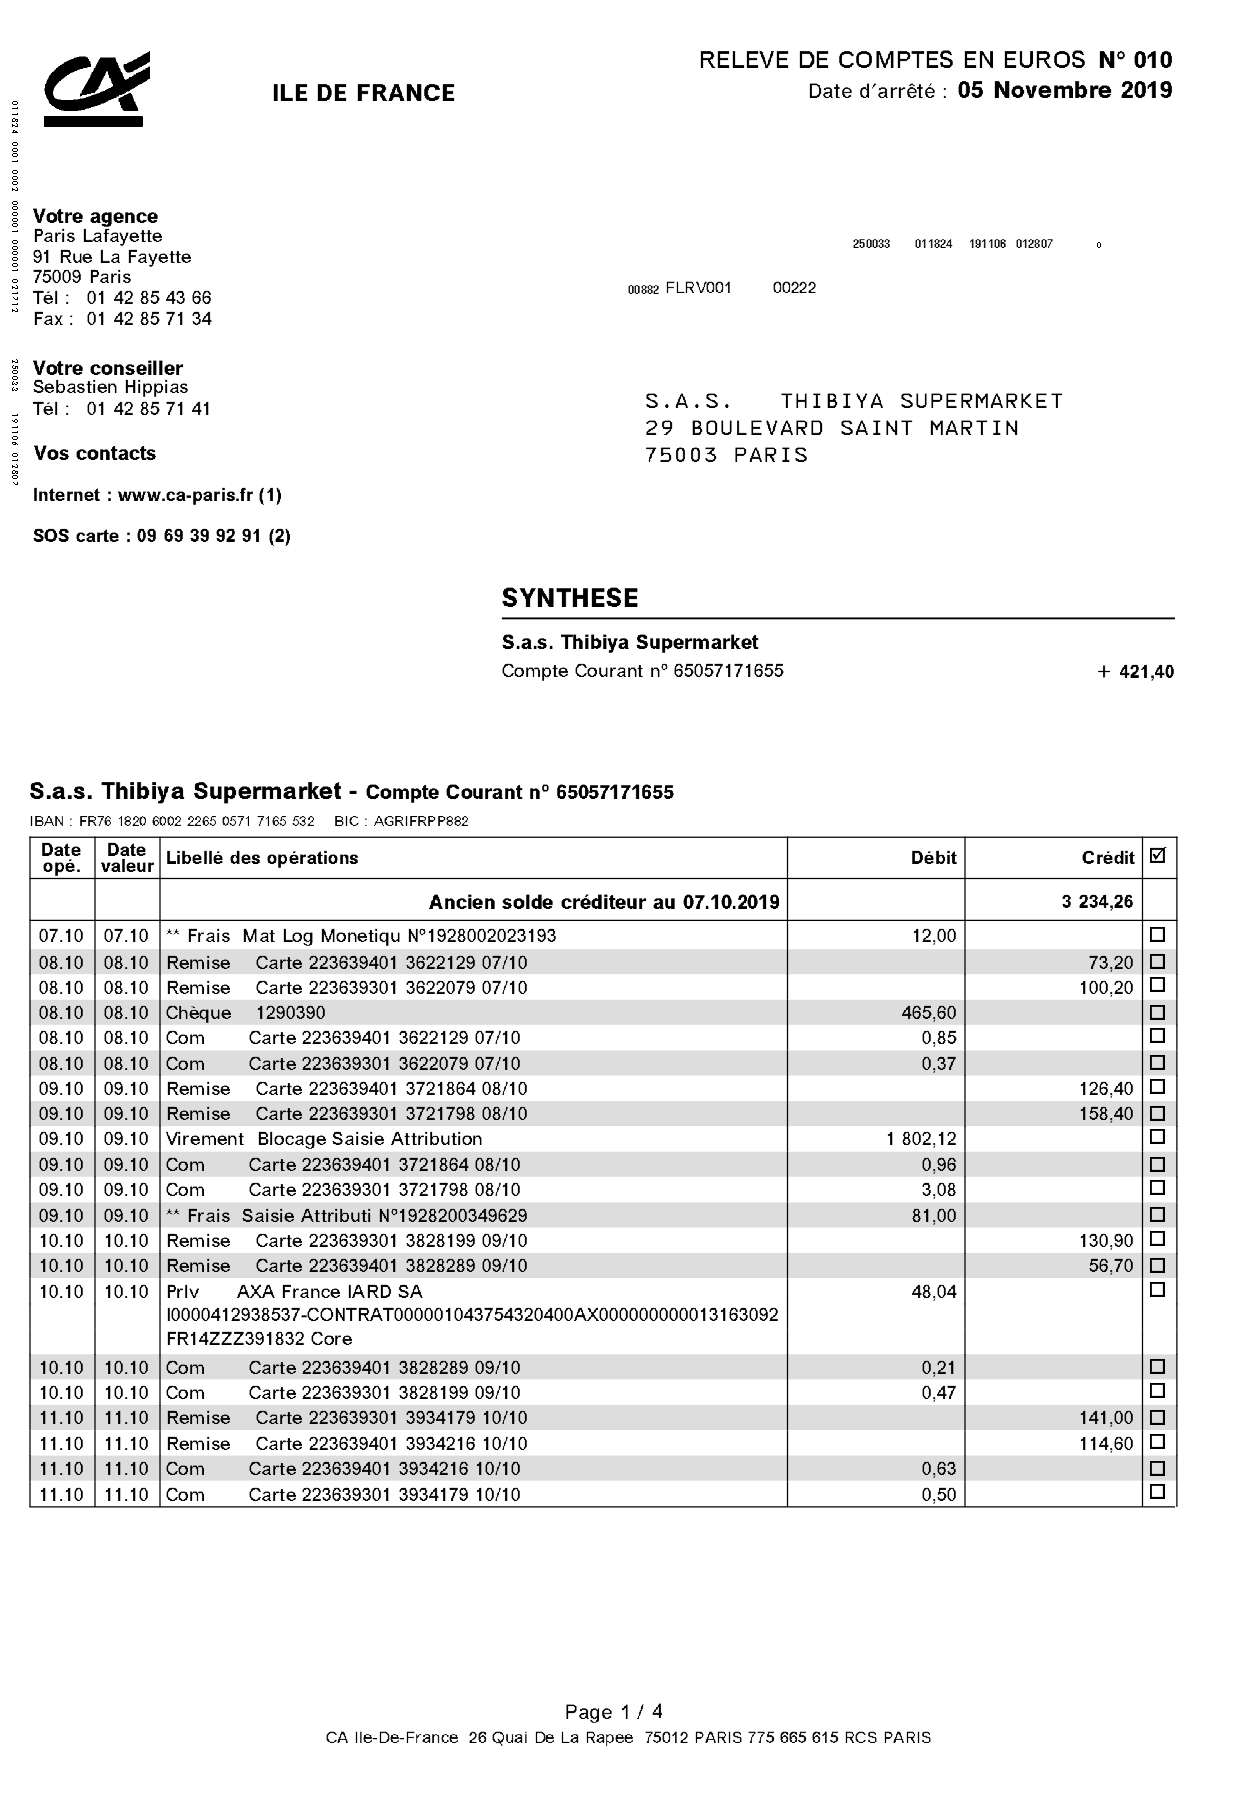 CA
ILE DE FRANCE
RELEVE DE COMPTES EN EUROS N° 010
Date d'arrêté : 05 Novembre 2019
011824 0001 0002 000001 000001 021712
250033 191106 012807
Votre agence
Paris Lafayette
91 Rue La Fayette
75009 Paris
Tél : 01 42 85 43 66
Fax : 01 42 85 71 34
250033 011824 191106 012807 0
00882 FLRV001 00222
Votre conseiller
Sebastien Hippias
Tél : 01 42 85 71 41
S.A.S. THIBIYA SUPERMARKET
29 BOULEVARD SAINT MARTIN
75003 PARIS
Vos contacts
Internet : www.ca-paris.fr (1)
SOS carte : 09 69 39 92 91 (2)
SYNTHESE
S.a.s. Thibiya Supermarket
Compte Courant n° 65057171655 + 421,40
S.a.s. Thibiya Supermarket - Compte Courant n° 65057171655
IBAN : FR76 1820 6002 2265 0571 7165 532 BIC : AGRIFRPP882
Date opé. Date valeur Libellé des opérations Débit Crédit
Ancien solde créditeur au 07.10.2019 3 234,26
07.10 07.10 ** Frais Mat Log Monetiqu N°1928002023193 12,00
08.10 08.10 Remise Carte 223639401 3622129 07/10 73,20
08.10 08.10 Remise Carte 223639301 3622079 07/10 100,20
08.10 08.10 Chèque 1290390 465,60
08.10 08.10 Com Carte 223639401 3622129 07/10 0,85
08.10 08.10 Com Carte 223639301 3622079 07/10 0,37
09.10 09.10 Remise Carte 223639401 3721864 08/10 126,40
09.10 09.10 Remise Carte 223639301 3721798 08/10 158,40
09.10 09.10 Virement Blocage Saisie Attribution 1 802,12
09.10 09.10 Com Carte 223639401 3721864 08/10 0,96
09.10 09.10 Com Carte 223639301 3721798 08/10 3,08
09.10 09.10 ** Frais Saisie Attributi N°1928200349629 81,00
10.10 10.10 Remise Carte 223639301 3828199 09/10 130,90
10.10 10.10 Remise Carte 223639401 3828289 09/10 56,70
10.10 10.10 Prlv AXA France IARD SA 48,04
I0000412938537-CONTRAT000001043754320400AX000000000013163092
FR14ZZZ391832 Core
10.10 10.10 Com Carte 223639401 3828289 09/10 0,21
10.10 10.10 Com Carte 223639301 3828199 09/10 0,47
11.10 11.10 Remise Carte 223639301 3934179 10/10 141,00
11.10 11.10 Remise Carte 223639401 3934216 10/10 114,60
11.10 11.10 Com Carte 223639401 3934216 10/10 0,63
11.10 11.10 Com Carte 223639301 3934179 10/10 0,50
Page 1 / 4
CA Ile-De-France 26 Quai De La Rapee 75012 PARIS 775 665 615 RCS PARIS